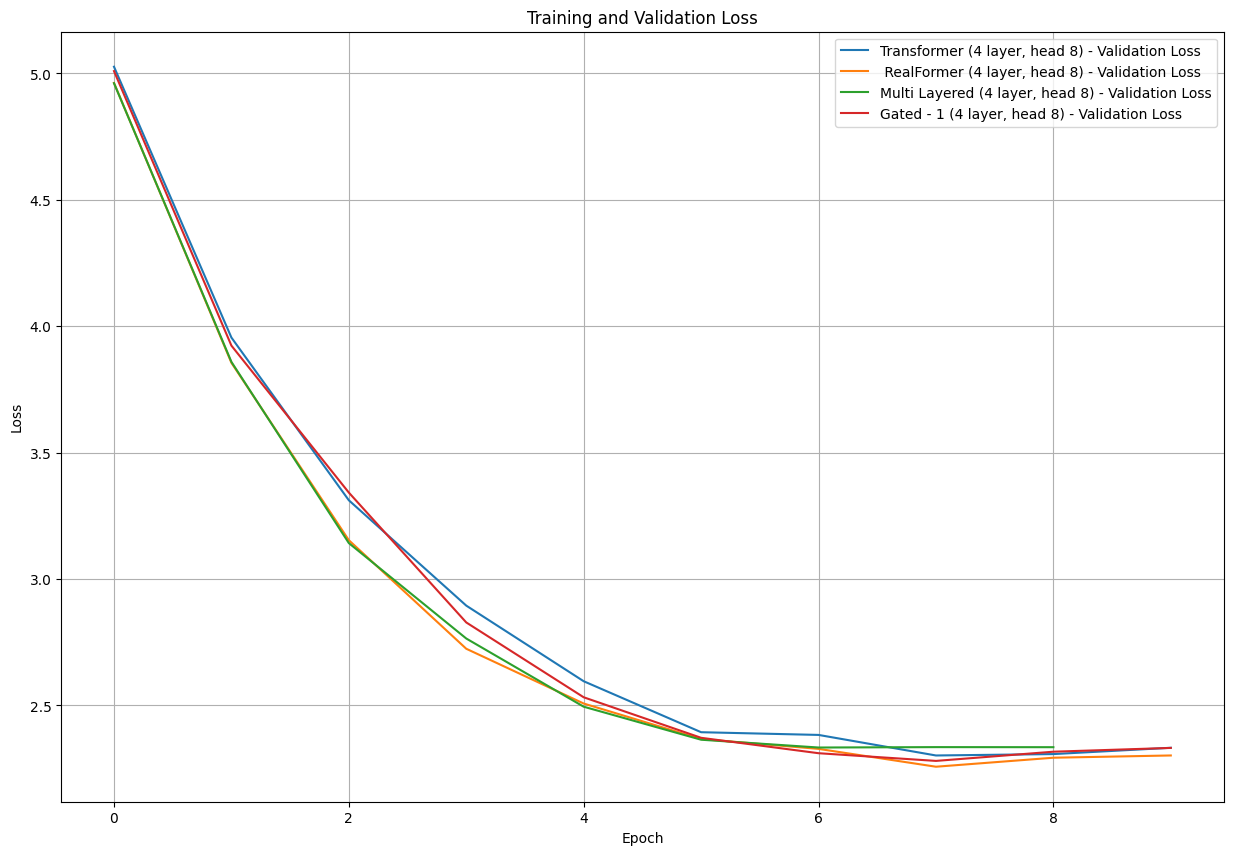 Training and Validation Loss
Transformer (4 layer, head 8) - Validation Loss
RealFormer (4 layer, head 8) - Validation Loss
Multi Layered (4 layer, head 8) - Validation Loss
Gated - 1 (4 layer, head 8) - Validation Loss
5.0
4.5
4.0
3.5
3.0
2.5
Loss
0 2 4 6 8
Epoch